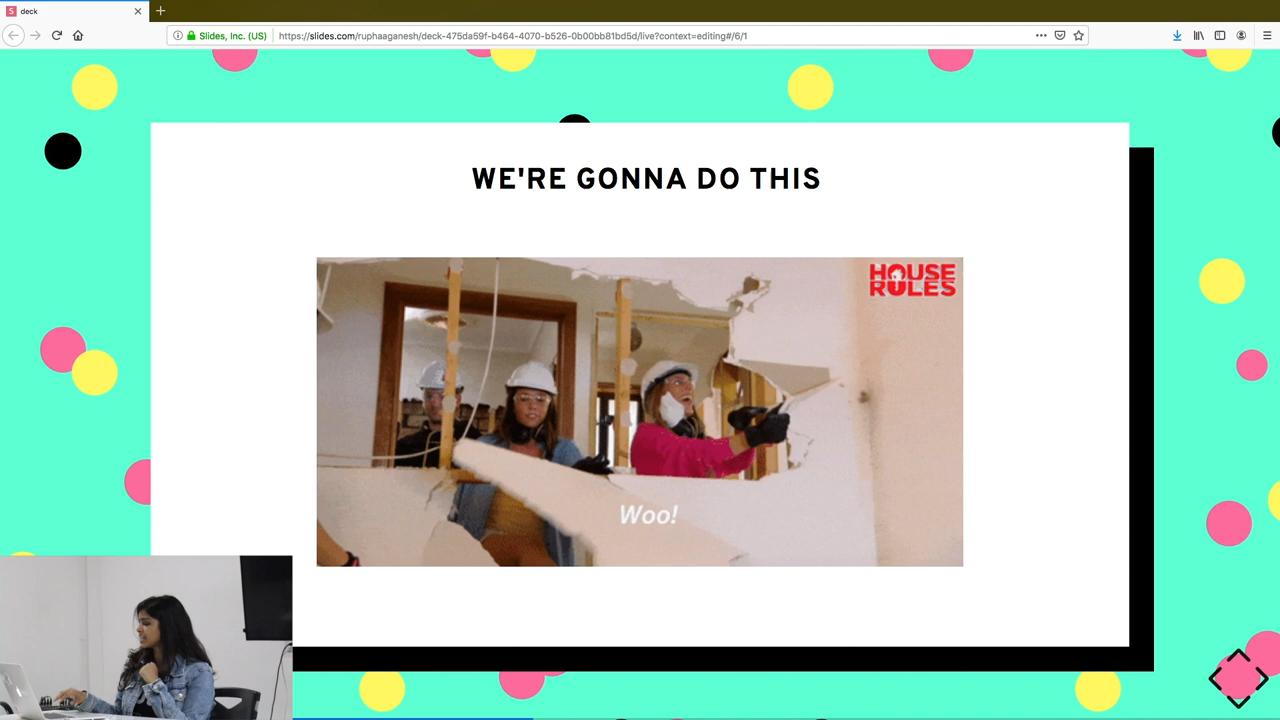 deck
Slides, Inc. (US)
https://slides.com/ruphaaganesh/deck-475da59f-b464-4070-b526-0b00bb81bd5d/live?context=editing#/6/1
WE'RE GONNA DO THIS
HOUSE
RULES
Woo!